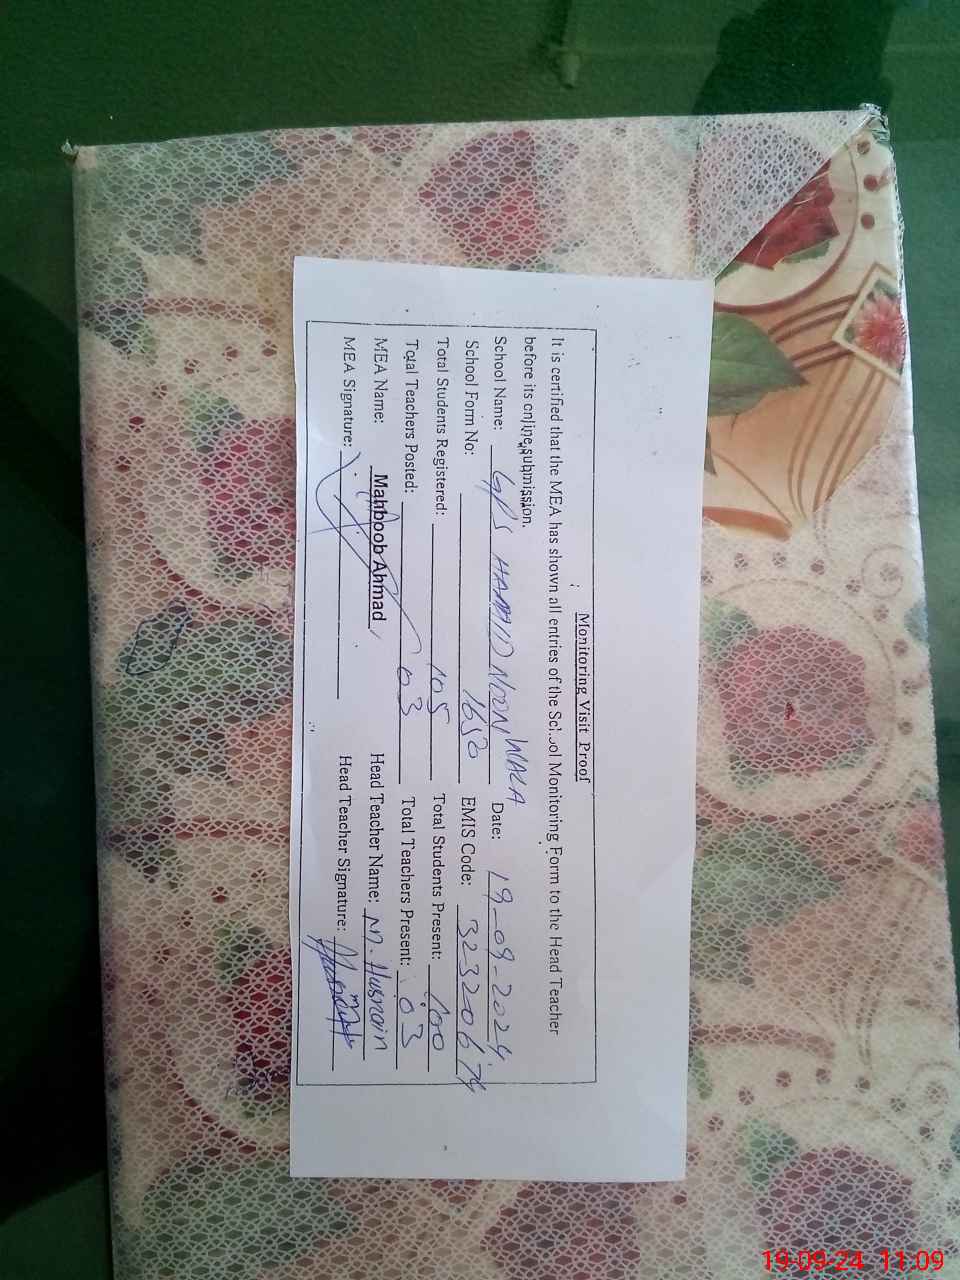 Monitoring Visit Proof
It is certified that the MEA has shown all entries of the School Monitoring Form to the Head Teacher
before its online submission.
School Name: GPS HAMID NOON WALA Date: 19-09-2024
School Form No: 1650 EMIS Code: 32320674
Total Students Registered: 105 Total Students Present: 100
Total Teachers Posted: 03 Total Teachers Present: 03
MEA Name: Mahboob Ahmad Head Teacher Name: M. Husnain
MEA Signature: Head Teacher Signature:
19-09-24 11:09